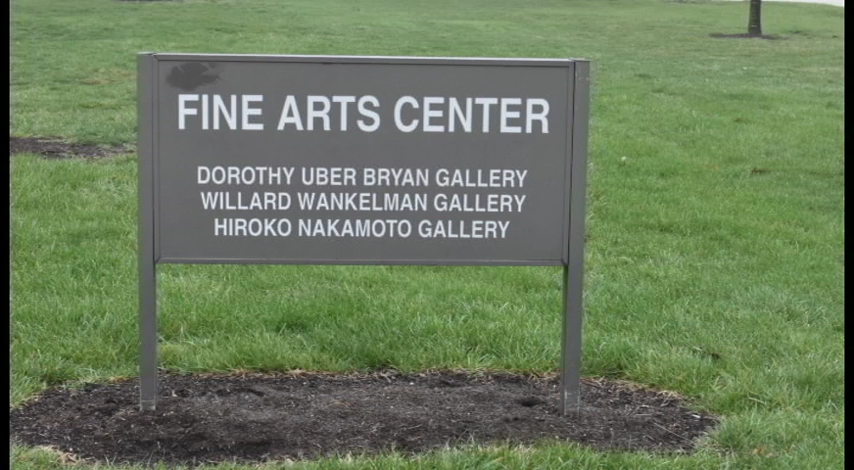 FINE ARTS CENTER
DOROTHY UBER BRYAN GALLERY
WILLARD WANKELMAN GALLERY
HIROKO NAKAMOTO GALLERY